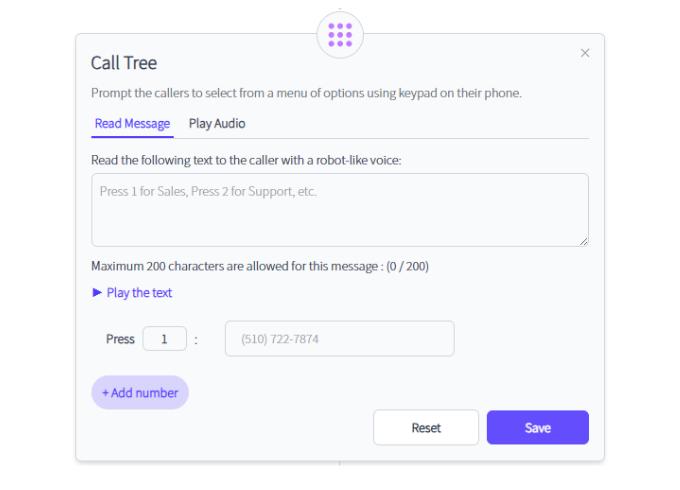 Call Tree
Prompt the callers to select from a menu of options using keypad on their phone.
Read Message Play Audio
Read the following text to the caller with a robot-like voice:
Press 1 for Sales, Press 2 for Support, etc.
Maximum 200 characters are allowed for this message : (0 / 200)
Play the text
Press 1 : (510) 722-7874
+ Add number
Reset Save